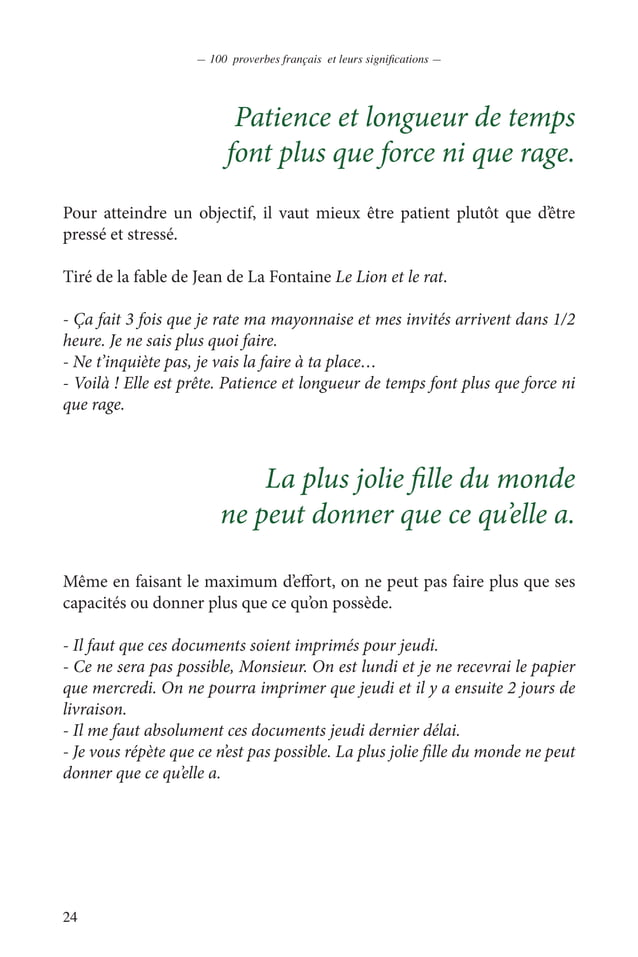 — 100 proverbes français et leurs significations —
Patience et longueur de temps
font plus que force ni que rage.
Pour atteindre un objectif, il vaut mieux être patient plutôt que d’être
pressé et stressé.
Tiré de la fable de Jean de La Fontaine Le Lion et le rat.
- Ça fait 3 fois que je rate ma mayonnaise et mes invités arrivent dans 1/2
heure. Je ne sais plus quoi faire.
- Ne t’inquiète pas, je vais la faire à ta place…
- Voilà ! Elle est prête. Patience et longueur de temps font plus que force ni
que rage.
La plus jolie fille du monde
ne peut donner que ce qu’elle a.
Même en faisant le maximum d’effort, on ne peut pas faire plus que ses
capacités ou donner plus que ce qu’on possède.
- Il faut que ces documents soient imprimés pour jeudi.
- Ce ne sera pas possible, Monsieur. On est lundi et je ne recevrai le papier
que mercredi. On ne pourra imprimer que jeudi et il y a ensuite 2 jours de
livraison.
- Il me faut absolument ces documents jeudi dernier délai.
- Je vous répète que ce n’est pas possible. La plus jolie fille du monde ne peut
donner que ce qu’elle a.
24